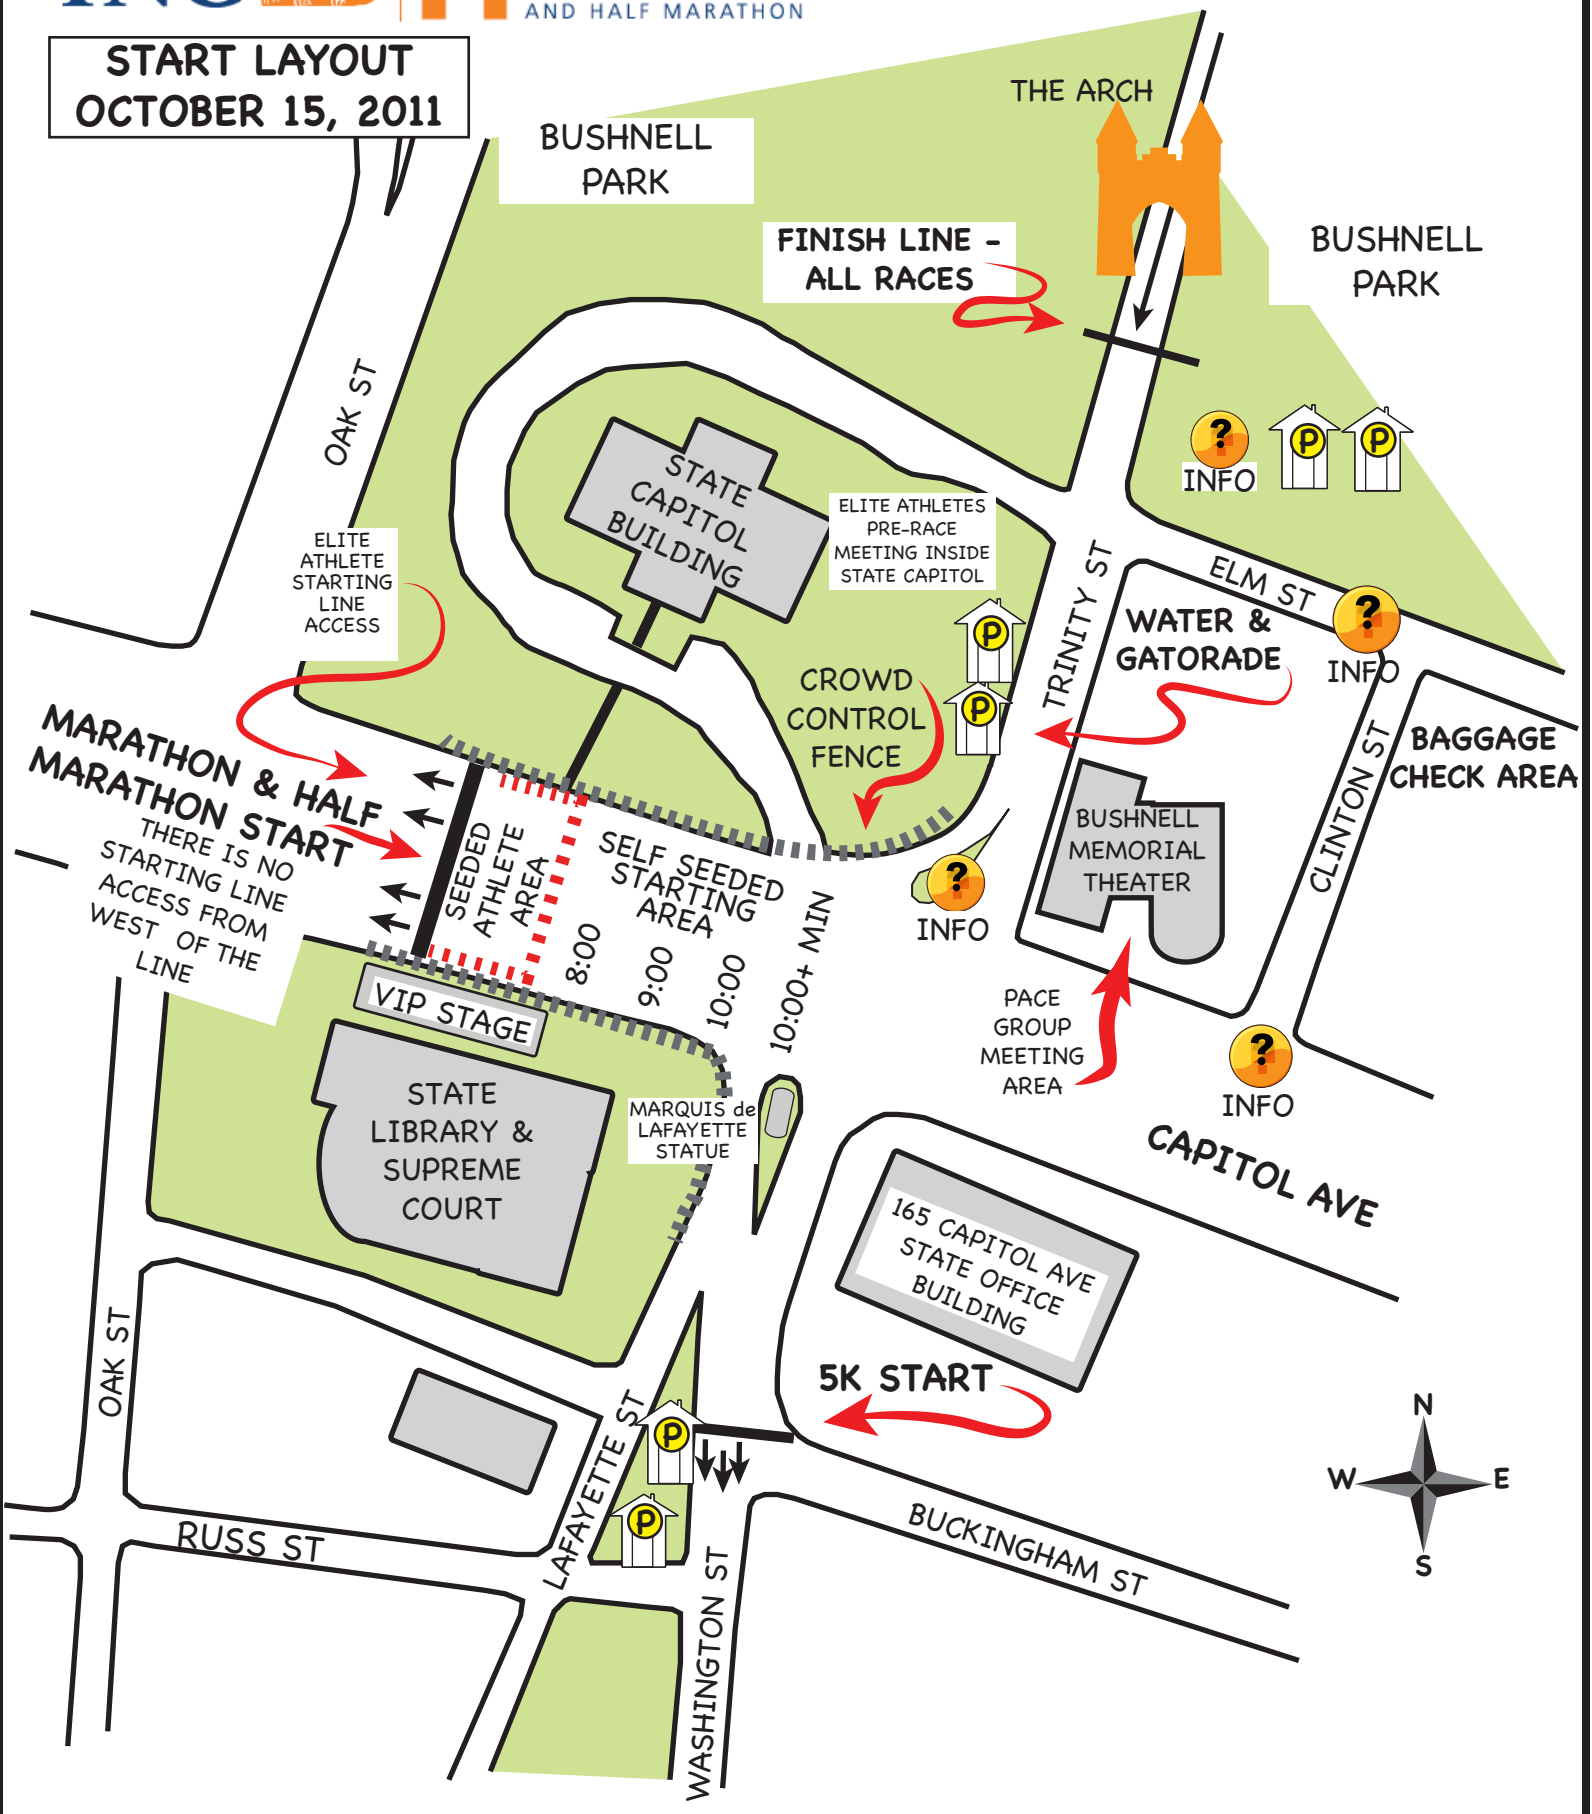 ING
AND HALF MARATHON
START LAYOUT
OCTOBER 15, 2011
THE ARCH
BUSHNELL
PARK
FINISH LINE -
ALL RACES
BUSHNELL
PARK
OAK ST
STATE
CAPITOL
BUILDING
ELITE ATHLETES
PRE-RACE
MEETING INSIDE
STATE CAPITOL
?
INFO
P
P
ELITE
ATHLETE
STARTING
LINE
ACCESS
P
P
TRINITY ST
ELM ST
WATER &
GATORADE
?
INFO
CROWD
CONTROL
FENCE
MARATHON & HALF
MARATHON START
THERE IS NO
STARTING LINE
ACCESS FROM
WEST OF THE
LINE
SEEDED
ATHLETE
AREA
SELF SEEDED
STARTING
AREA
8:00
9:00
10:00
10:00+ MIN
?
INFO
BUSHNELL
MEMORIAL
THEATER
CLINTON ST
BAGGAGE
CHECK AREA
VIP STAGE
PACE
GROUP
MEETING
AREA
?
INFO
STATE
LIBRARY &
SUPREME
COURT
MARQUIS de
LAFAYETTE
STATUE
CAPITOL AVE
165 CAPITOL AVE
STATE OFFICE
BUILDING
OAK ST
5K START
LAFAYETTE ST
P
P
RUSS ST
WASHINGTON ST
BUCKINGHAM ST
N
W
E
S